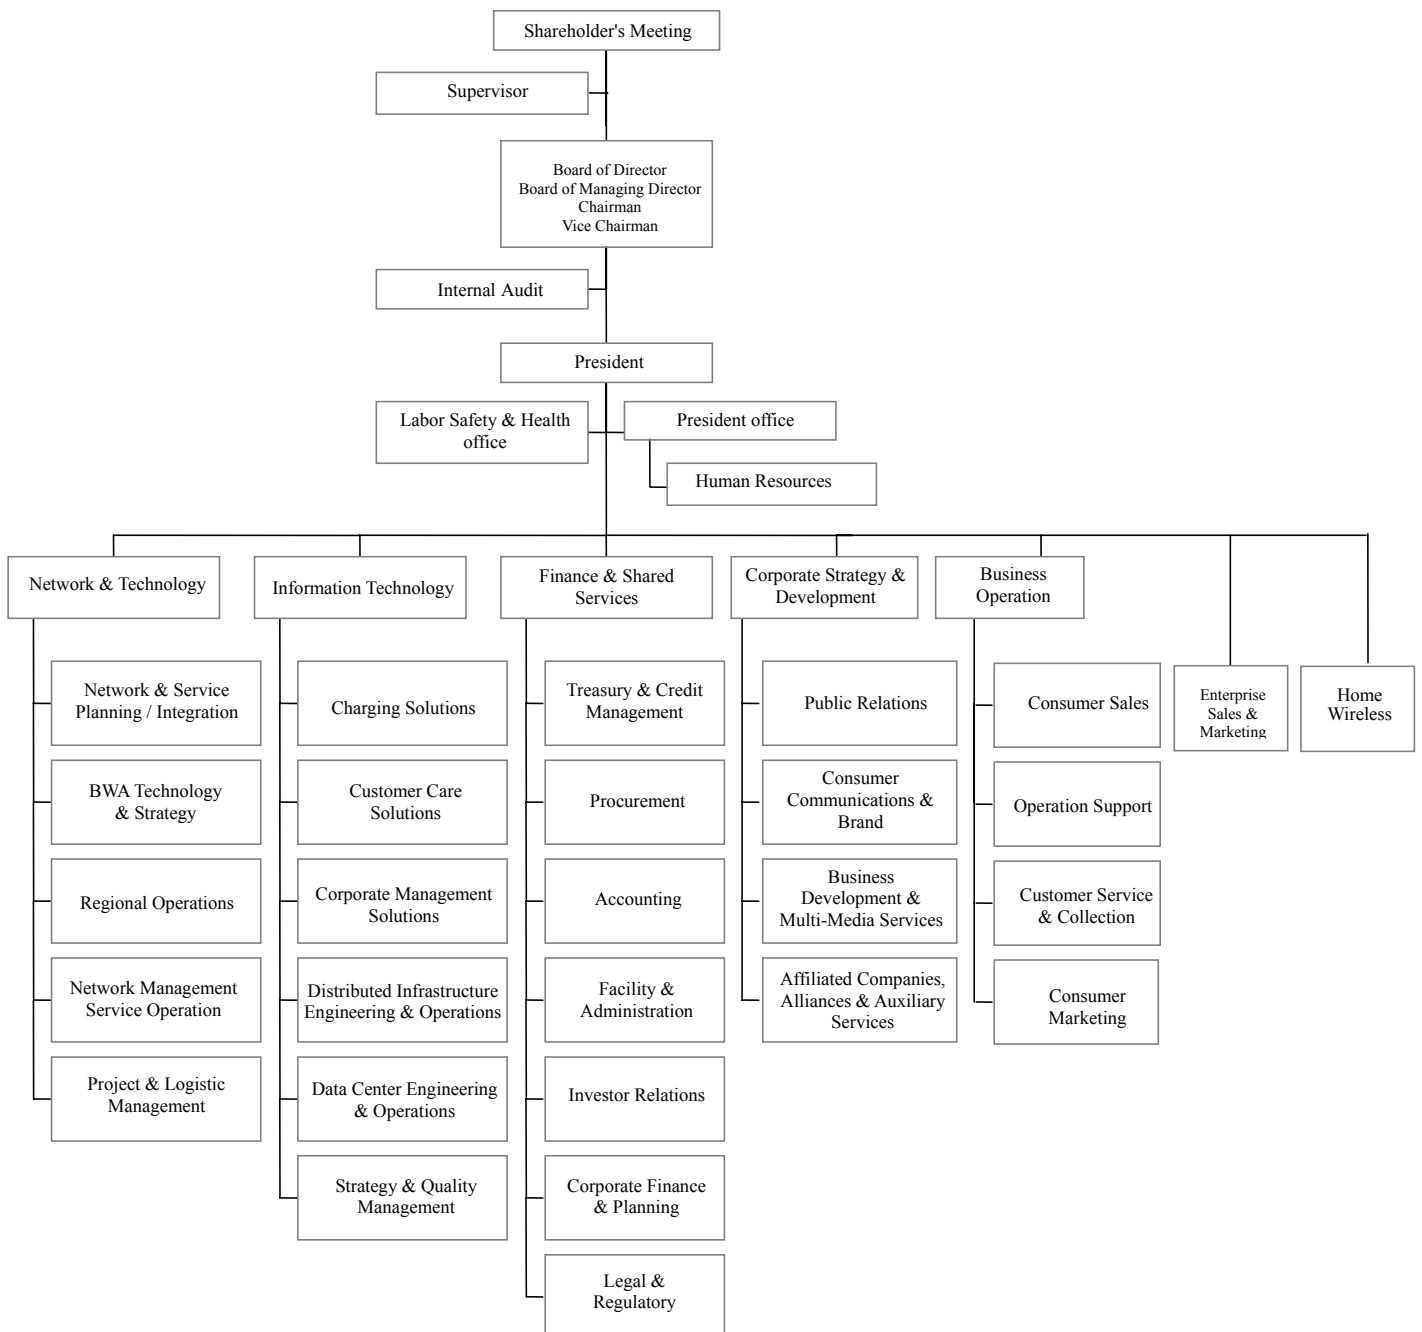 Shareholder's Meeting
Supervisor
Board of Director
Board of Managing Director
Chairman
Vice Chairman
Internal Audit
President
Labor Safety & Health
office
President office
Human Resources
Network & Technology
Information Technology
Finance & Shared
Services
Corporate Strategy &
Development
Business
Operation
Network & Service
Planning / Integration
BWA Technology
& Strategy
Regional Operations
Network Management
Service Operation
Project & Logistic
Management
Charging Solutions
Customer Care
Solutions
Corporate Management
Solutions
Distributed Infrastructure
Engineering & Operations
Data Center Engineering
& Operations
Strategy & Quality
Management
Treasury & Credit
Management
Procurement
Accounting
Facility &
Administration
Investor Relations
Corporate Finance
& Planning
Legal &
Regulatory
Public Relations
Consumer
Communications &
Brand
Business
Development &
Multi-Media Services
Affiliated Companies,
Alliances & Auxiliary
Services
Consumer Sales
Operation Support
Customer Service
& Collection
Consumer
Marketing
Enterprise
Sales &
Marketing
Home
Wireless